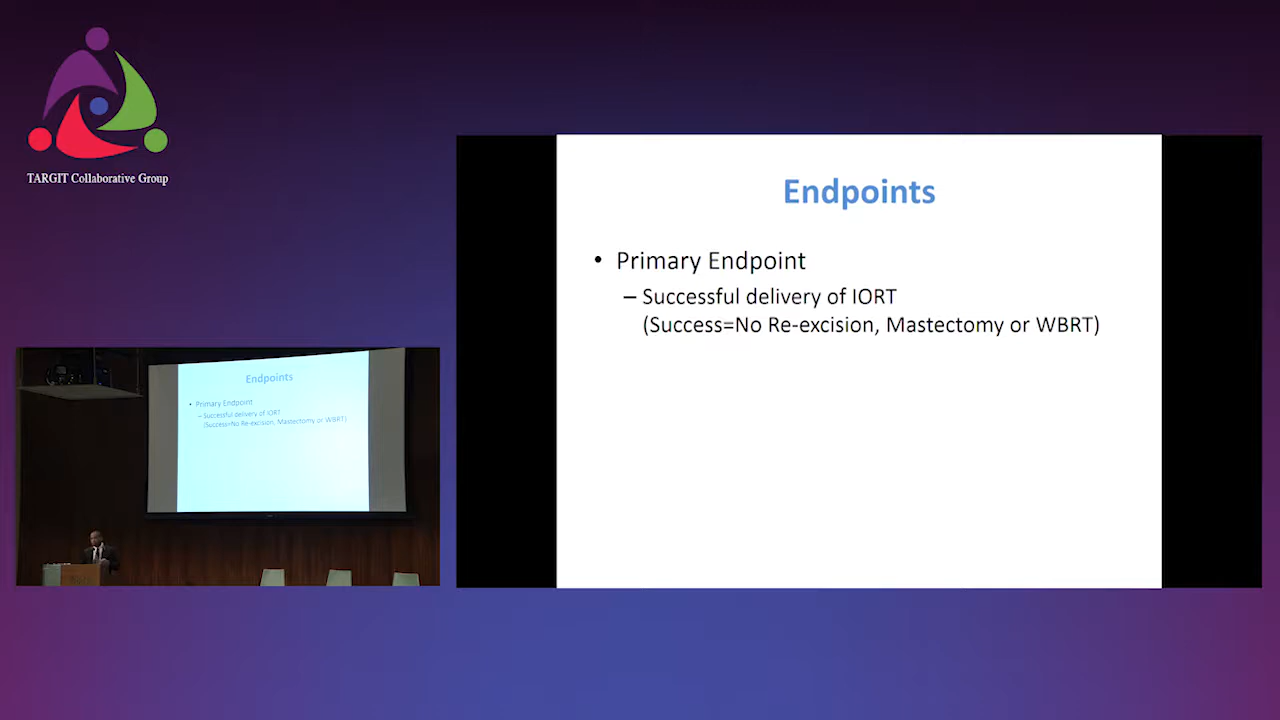 TARGIT Collaborative Group
Endpoints
• Primary Endpoint
– Successful delivery of IORT
(Success=No Re-excision, Mastectomy or WBRT)
Endpoints
• Primary Endpoint
– Successful delivery of IORT
(Success=No Re-excision, Mastectomy or WBRT)